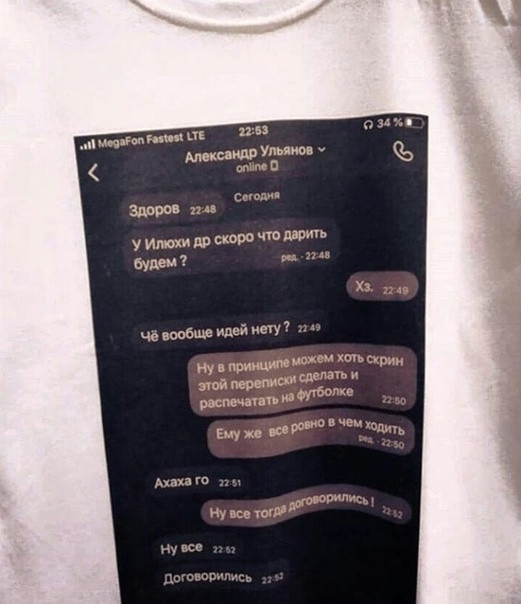 MegaFon Fastest LTE 22:53 34 %
Александр Ульянов
online
Сегодня
Здоров 22:48
У Илюхи др скоро что дарить
будем ? ред. - 22:48
Хз. 22:49
Чё вообще идей нету ? 22:49
Ну в принципе можем хоть скрин
этой переписки сделать и
распечатать на футболке 22:50
Ему же все ровно в чем ходить
ред. - 22:50
Ахаха го 22:51
Ну все тогда договорились ! 22:52
Ну все 22:52
Договорились 22:52